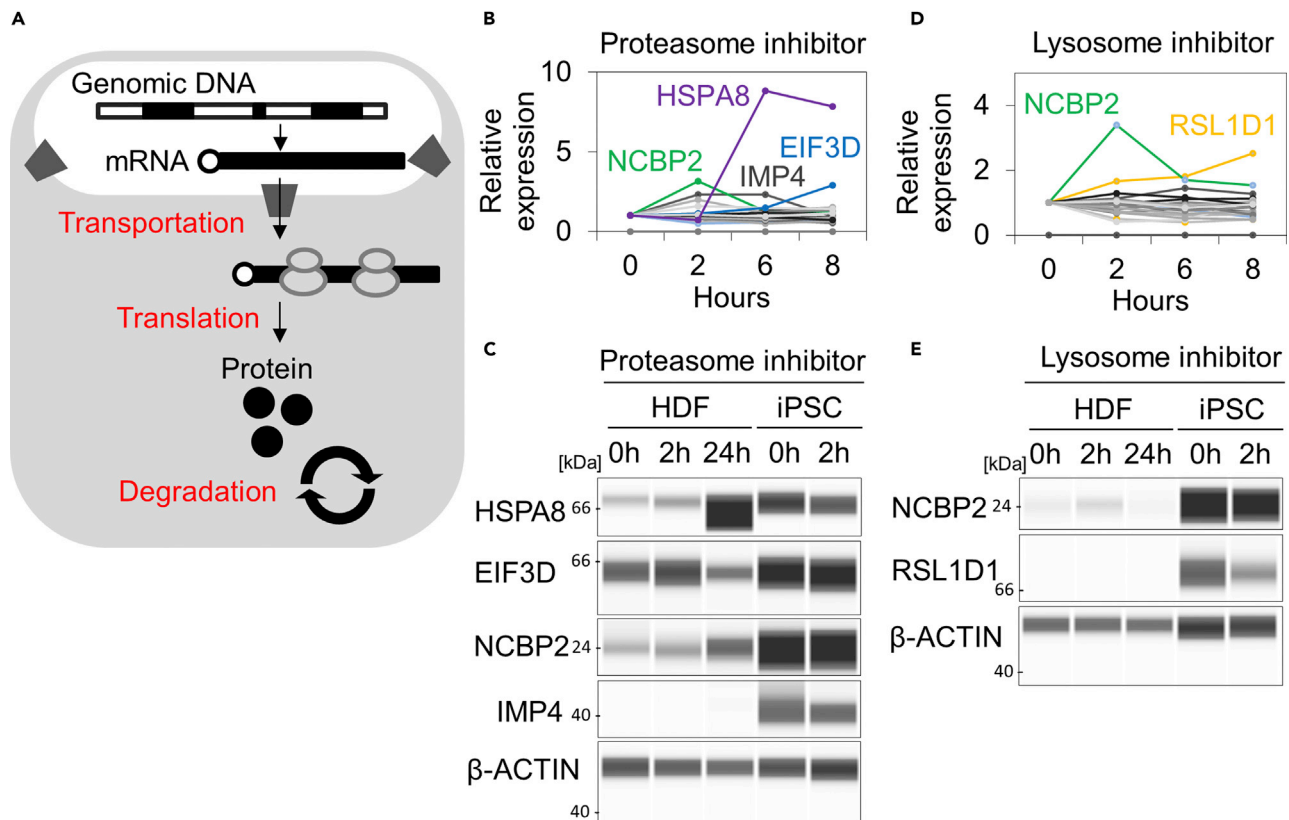 A
Genomic DNA
mRNA
Transportation
Translation
Protein
Degradation
B
Proteasome inhibitor
Relative
expression
10
5
0
HSPA8
NCBP2
EIF3D
IMP4
0 2 6 8
Hours
C
Proteasome inhibitor
HDF iPSC
[kDa] 0h 2h 24h 0h 2h
HSPA8 66
EIF3D 66
NCBP2 24
IMP4 40
β-ACTIN
40
D
Lysosome inhibitor
Relative
expression
4
2
0
NCBP2
RSL1D1
0 2 6 8
Hours
E
Lysosome inhibitor
HDF iPSC
[kDa] 0h 2h 24h 0h 2h
NCBP2 24
RSL1D1
66
β-ACTIN
40